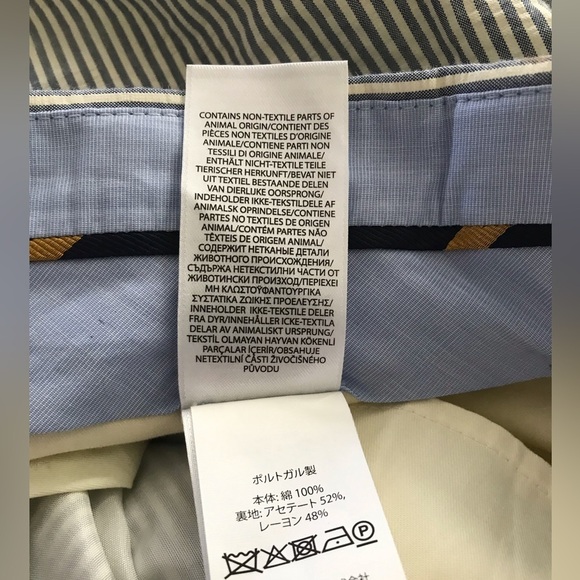 CONTAINS NON-TEXTILE PARTS OF
ANIMAL ORIGIN/CONTIENT DES
PIÈCES NON TEXTILES D'ORIGINE
ANIMALE/CONTIENE PARTI NON
TESSILI DI ORIGINE ANIMALE/
ENTHÄLT NICHT-TEXTILE TEILE
TIERISCHER HERKUNFT/BEVAT NIET
UIT TEXTIEL BESTAANDE DELEN
VAN DIERLIJKE OORSPRONG/
INDEHOLDER IKKE-TEKSTILDELE AF
ANIMALSK OPRINDELSE/CONTIENE
PARTES NO TEXTILES DE ORIGEN
ANIMAL/CONTÉM PARTES NÃO
TÊXTEIS DE ORIGEM ANIMAL/
СОДЕРЖИТ НЕТКАНЫЕ ДЕТАЛИ
ЖИВОТНОГО ПРОИСХОЖДЕНИЯ/
СЪДЪРЖА НЕТЕКСТИЛНИ ЧАСТИ ОТ
ЖИВОТИНСКИ ПРОИЗХОД/ΠΕΡΙΕΧΕΙ
ΜΗ ΚΛΩΣΤΟΫΦΑΝΤΟΥΡΓΙΚΑ
ΣΥΣΤΑΤΙΚΑ ΖΩΙΚΗΣ ΠΡΟΕΛΕΥΣΗΣ/
INNEHOLDER IKKE-TEKSTILE DELER
FRA DYR/INNEHÅLLER ICKE-TEXTILA
DELAR AV ANIMALISKT URSPRUNG/
TEKSTİL OLMAYAN HAYVAN KÖKENLİ
PARÇALAR İÇERİR/OBSAHUJE
NETEXTILNÍ ČÁSTI ŽIVOČIŠNÉHO
PŮVODU
ポルトガル製
本体: 綿 100%
裏地: アセテート 52%,
レーヨン 48%
P